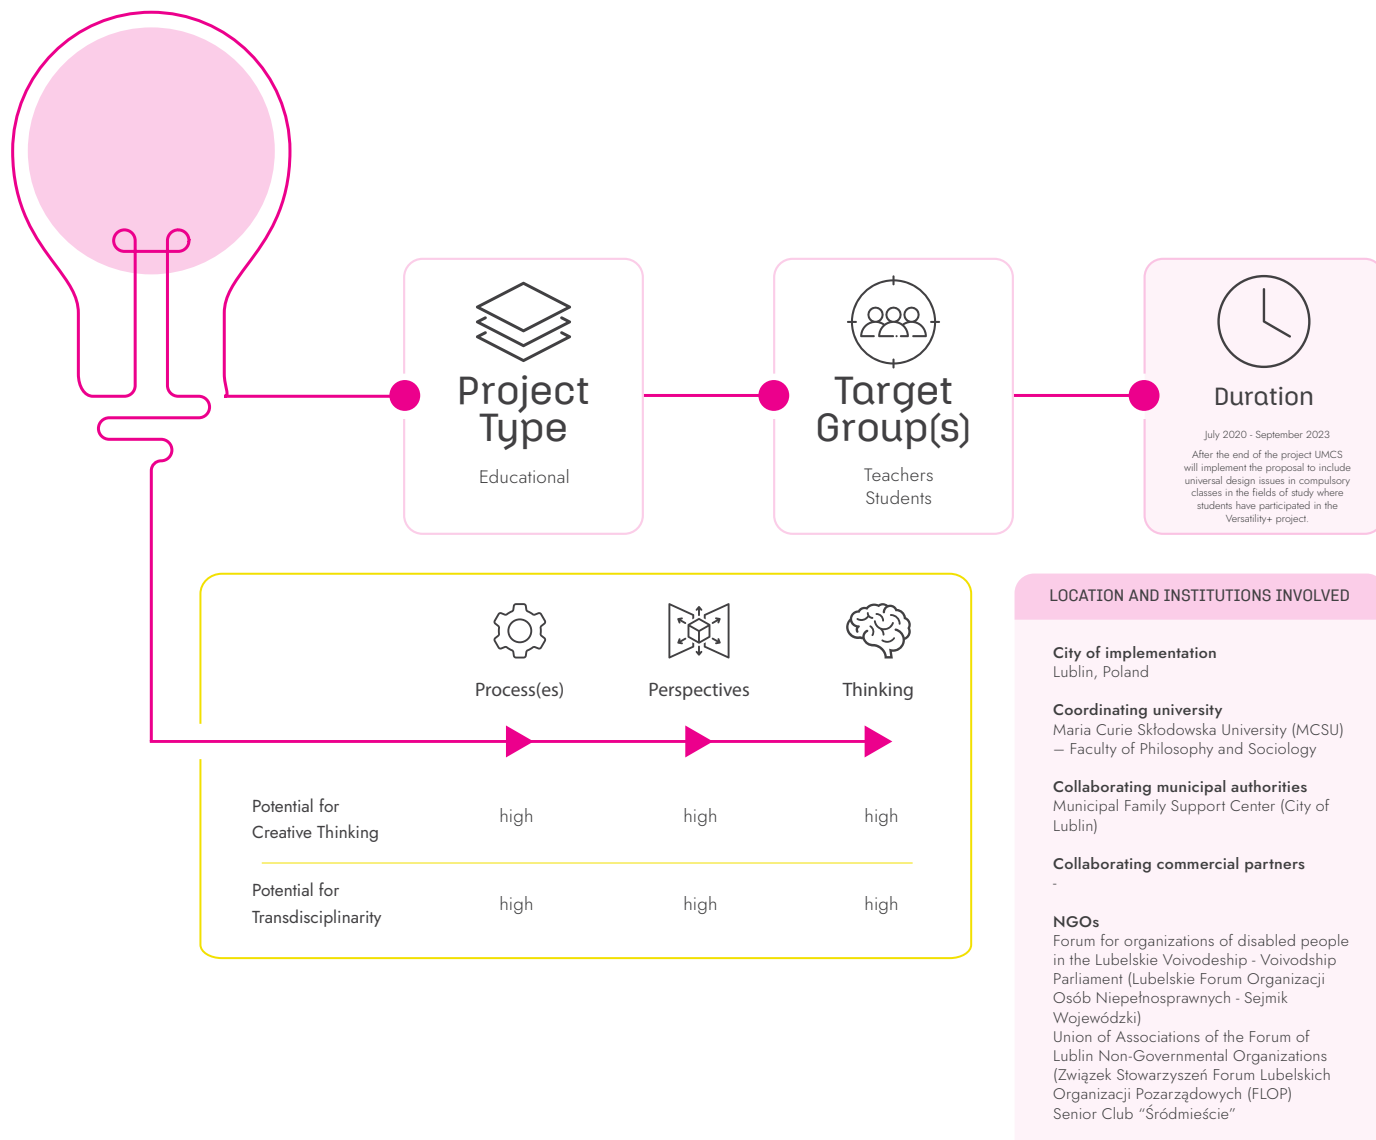 Project
Type
Educational
Target
Group(s)
Teachers
Students
Duration
July 2020 - September 2023
After the end of the project UMCS
will implement the proposal to include
universal design issues in compulsory
classes in the fields of study where
students have participated in the
Versatility+ project.
Process(es)
Perspectives
Thinking
Potential for
Creative Thinking
high
high
high
Potential for
Transdisciplinarity
high
high
high
LOCATION AND INSTITUTIONS INVOLVED
City of implementation
Lublin, Poland
Coordinating university
Maria Curie Skłodowska University (MCSU)
– Faculty of Philosophy and Sociology
Collaborating municipal authorities
Municipal Family Support Center (City of
Lublin)
Collaborating commercial partners
-
NGOs
Forum for organizations of disabled people
in the Lubelskie Voivodeship - Voivodship
Parliament (Lubelskie Forum Organizacji
Osób Niepełnosprawnych - Sejmik
Wojewódzki)
Union of Associations of the Forum of
Lublin Non-Governmental Organizations
(Związek Stowarzyszeń Forum Lubelskich
Organizacji Pozarządowych (FLOP)
Senior Club “Śródmieście”